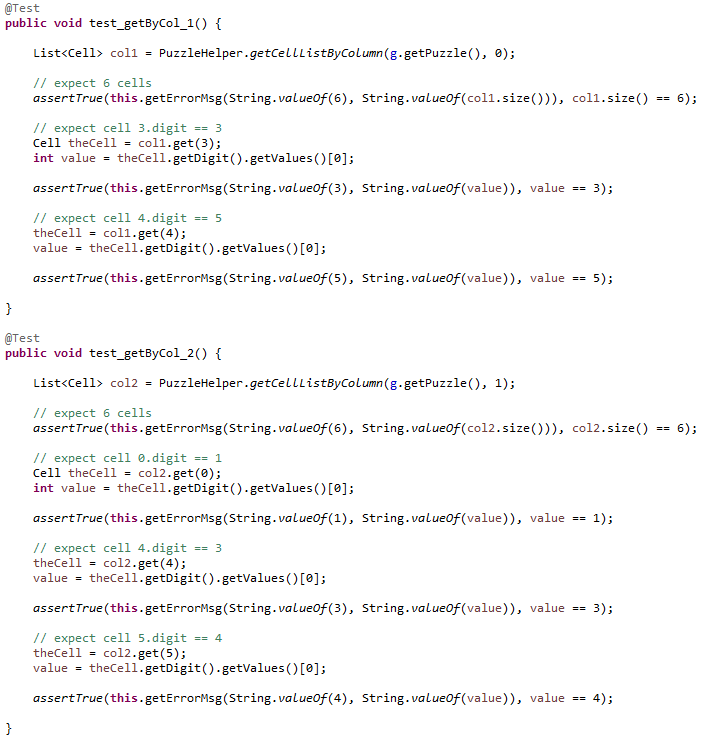 @Test
public void test_getByCol_1() {
List<Cell> col1 = PuzzleHelper.getCellListByColumn(g.getPuzzle(), 0);
// expect 6 cells
assertTrue(this.getErrorMsg(String.valueOf(6), String.valueOf(col1.size())), col1.size() == 6);
// expect cell 3.digit == 3
Cell theCell = col1.get(3);
int value = theCell.getDigit().getValues()[0];
assertTrue(this.getErrorMsg(String.valueOf(3), String.valueOf(value)), value == 3);
// expect cell 4.digit == 5
theCell = col1.get(4);
value = theCell.getDigit().getValues()[0];
assertTrue(this.getErrorMsg(String.valueOf(5), String.valueOf(value)), value == 5);
}
@Test
public void test_getByCol_2() {
List<Cell> col2 = PuzzleHelper.getCellListByColumn(g.getPuzzle(), 1);
// expect 6 cells
assertTrue(this.getErrorMsg(String.valueOf(6), String.valueOf(col2.size())), col2.size() == 6);
// expect cell 0.digit == 1
Cell theCell = col2.get(0);
int value = theCell.getDigit().getValues()[0];
assertTrue(this.getErrorMsg(String.valueOf(1), String.valueOf(value)), value == 1);
// expect cell 4.digit == 3
theCell = col2.get(4);
value = theCell.getDigit().getValues()[0];
assertTrue(this.getErrorMsg(String.valueOf(3), String.valueOf(value)), value == 3);
// expect cell 5.digit == 4
theCell = col2.get(5);
value = theCell.getDigit().getValues()[0];
assertTrue(this.getErrorMsg(String.valueOf(4), String.valueOf(value)), value == 4);
}